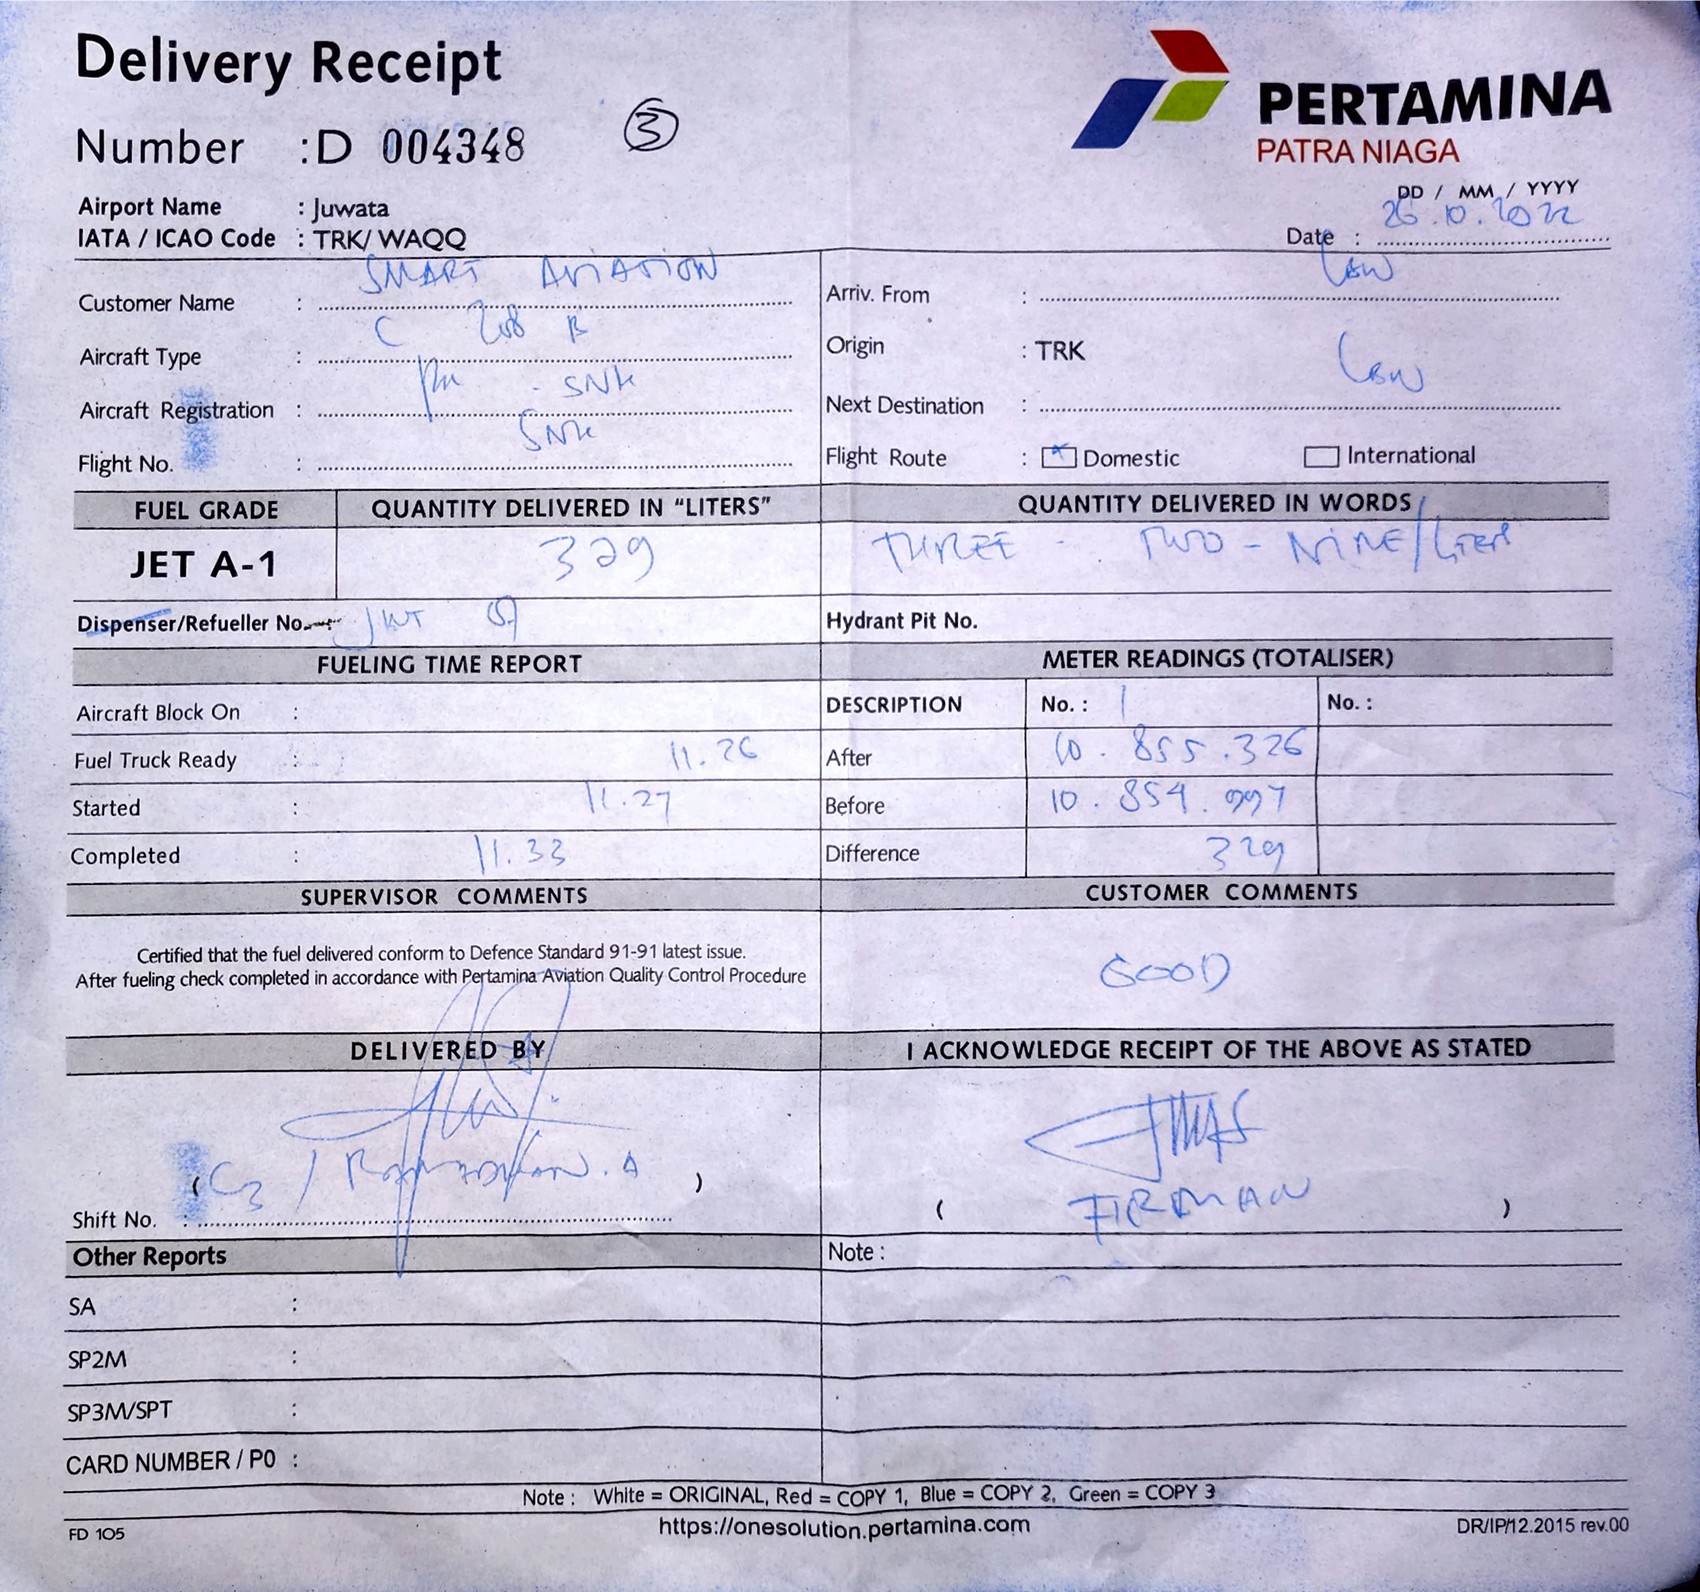 Delivery Receipt
Number : D 004348
3
PERTAMINA
PATRA NIAGA
Airport Name : Juwata
IATA / ICAO Code : TRK/ WAQQ
DD / MM / YYYY
Date : 26.10.2022
Customer Name : SMART AVIATION
Aircraft Type : C 208 B
Aircraft Registration : PK - SNK
Flight No. : SNK
Arriv. From : LBW
Origin : TRK
Next Destination : LBW
Flight Route : Domestic International
FUEL GRADE QUANTITY DELIVERED IN "LITERS" QUANTITY DELIVERED IN WORDS
JET A-1 329 THREE - TWO - NINE / LITERS
Dispenser/Refueller No. Hydrant Pit No.
FUELING TIME REPORT METER READINGS (TOTALISER)
Aircraft Block On : DESCRIPTION No. : 1 No. :
Fuel Truck Ready : 11.26 After 10.855.326
Started : 11.27 Before 10.854.997
Completed : 11.33 Difference 329
SUPERVISOR COMMENTS CUSTOMER COMMENTS
Certified that the fuel delivered conform to Defence Standard 91-91 latest issue.
After fueling check completed in accordance with Pertamina Aviation Quality Control Procedure
GOOD
DELIVERED BY I ACKNOWLEDGE RECEIPT OF THE ABOVE AS STATED
( C3 / Ramadhan. A )
Shift No. :
( FIRMAN )
Other Reports Note :
SA :
SP2M :
SP3M/SPT :
CARD NUMBER / P0 :
Note : White = ORIGINAL, Red = COPY 1, Blue = COPY 2, Green = COPY 3
FD 105 https://onesolution.pertamina.com DR/IP/12.2015 rev.00